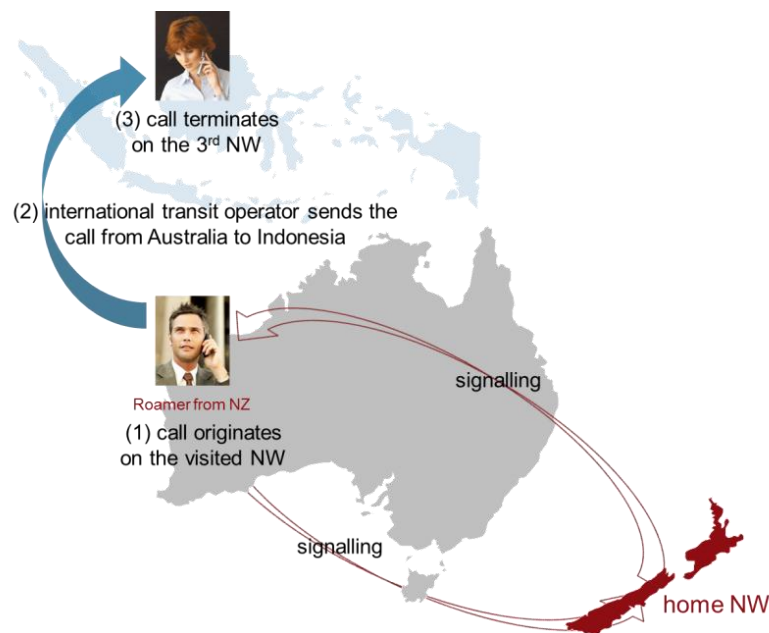 (3) call terminates
on the 3rd NW
(2) international transit operator sends the
call from Australia to Indonesia
signalling
Roamer from NZ
(1) call originates
on the visited NW
signalling
home NW